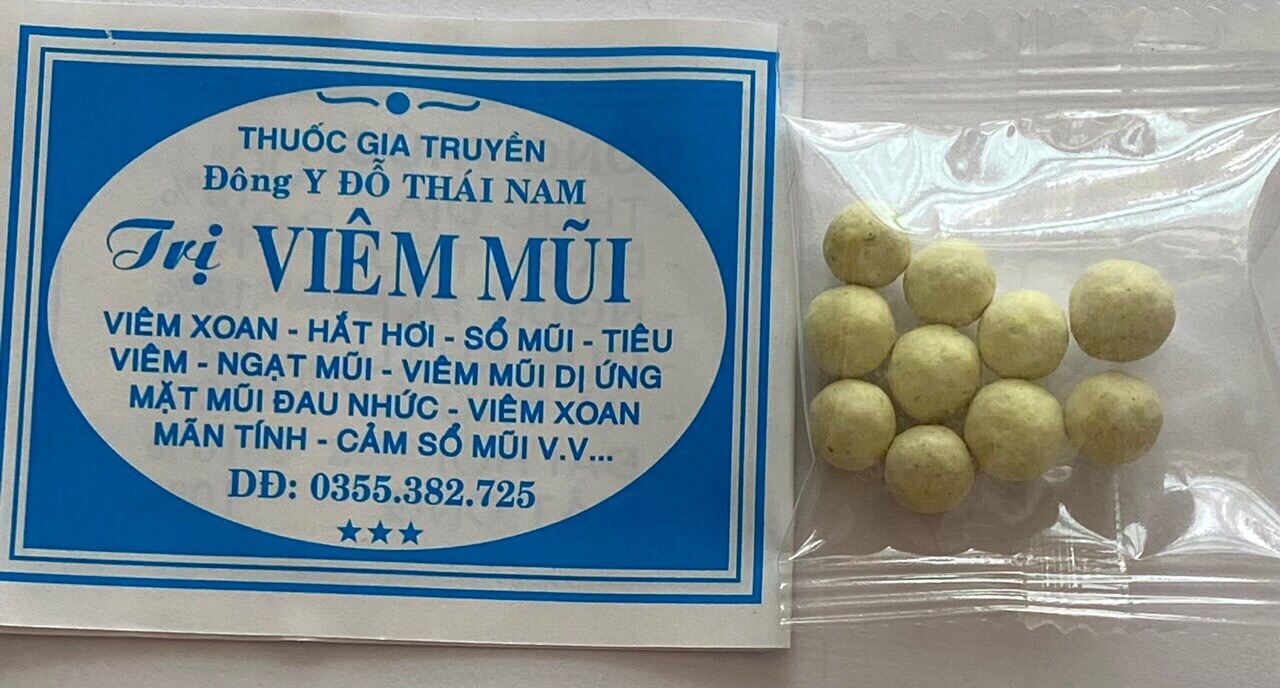 THUỐC GIA TRUYỀN
Đông Y ĐỖ THÁI NAM
Trị VIÊM MŨI
VIÊM XOAN - HẮT HƠI - SỔ MŨI - TIÊU
VIÊM - NGẠT MŨI - VIÊM MŨI DỊ ỨNG
MẶT MŨI ĐAU NHỨC - VIÊM XOAN
MÃN TÍNH - CẢM SỔ MŨI V.V...
DĐ: 0355.382.725